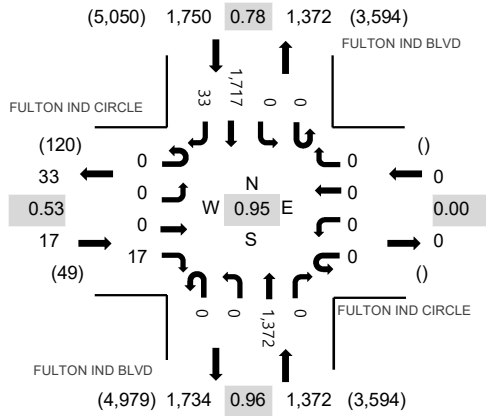 (5,050) 1,750 0.78 1,372 (3,594)
FULTON IND BLVD
33
1,717
0
0
FULTON IND CIRCLE
(120)
33
0.53
17
(49)
0
0
0
17
N
W 0.95 E
S
0
0
0
0
()
0
0.00
0
()
0
0
1,372
0
FULTON IND CIRCLE
FULTON IND BLVD
(4,979) 1,734 0.96 1,372 (3,594)